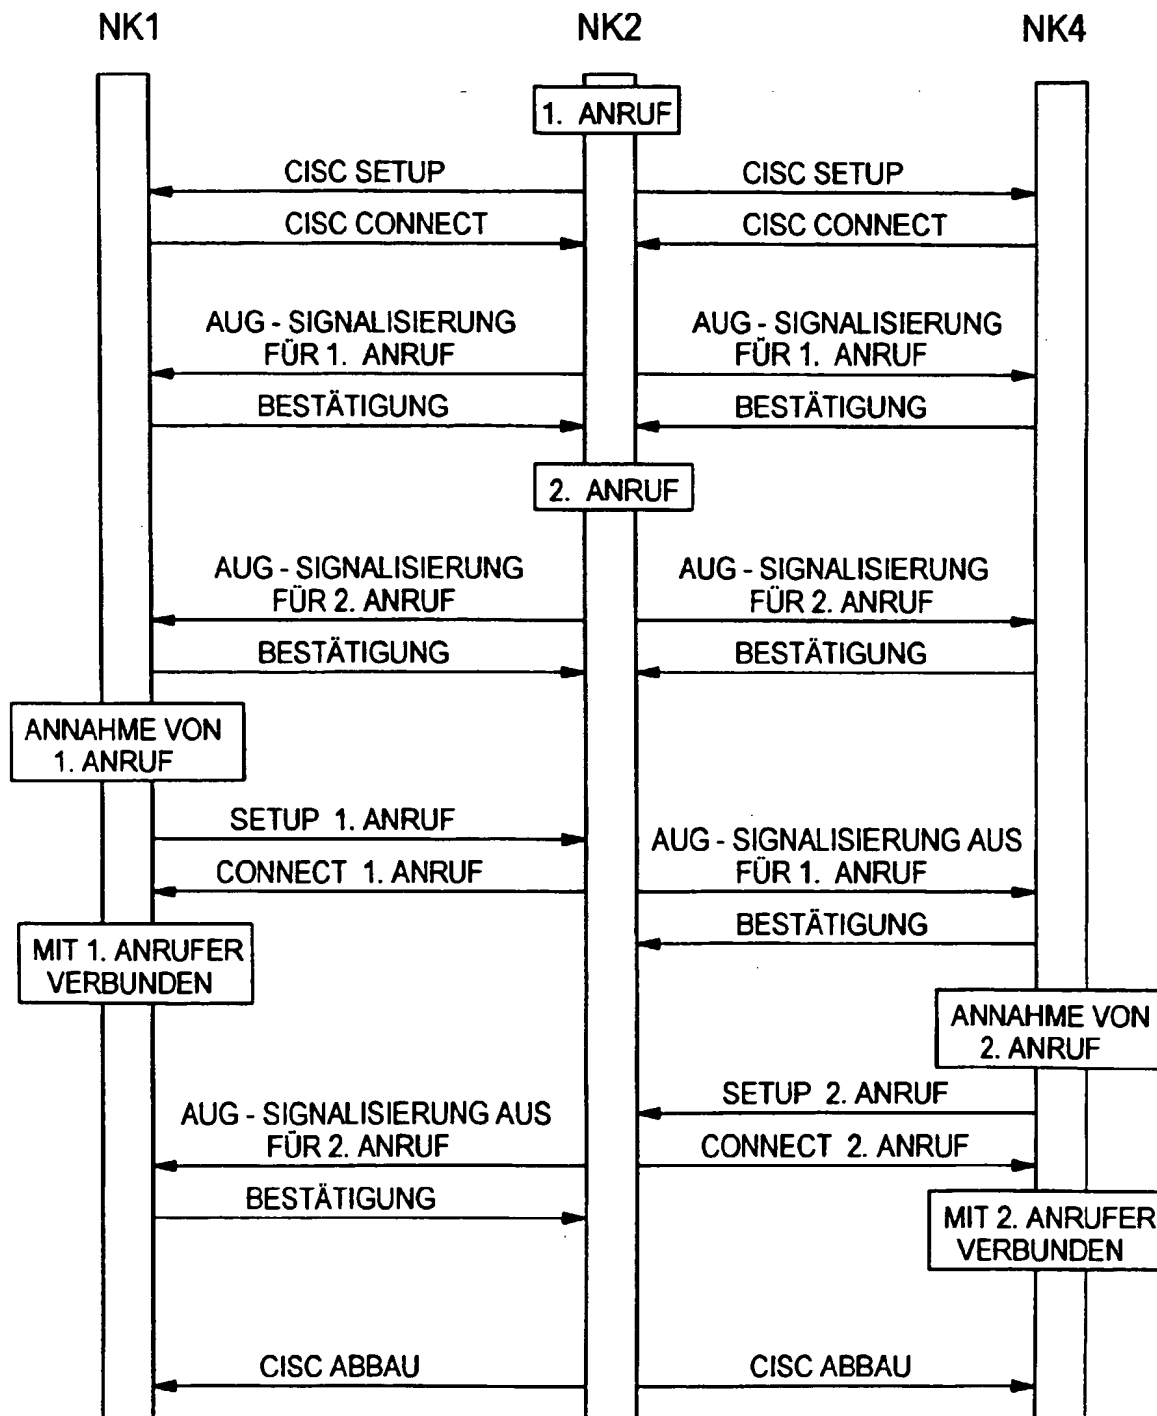 NK1 NK2 NK4
1. ANRUF
CISC SETUP CISC SETUP
CISC CONNECT CISC CONNECT
AUG - SIGNALISIERUNG AUG - SIGNALISIERUNG
FÜR 1. ANRUF FÜR 1. ANRUF
BESTÄTIGUNG BESTÄTIGUNG
2. ANRUF
AUG - SIGNALISIERUNG AUG - SIGNALISIERUNG
FÜR 2. ANRUF FÜR 2. ANRUF
BESTÄTIGUNG BESTÄTIGUNG
ANNAHME VON
1. ANRUF
SETUP 1. ANRUF
AUG - SIGNALISIERUNG AUS
CONNECT 1. ANRUF FÜR 1. ANRUF
BESTÄTIGUNG
MIT 1. ANRUFER
VERBUNDEN
ANNAHME VON
2. ANRUF
SETUP 2. ANRUF
AUG - SIGNALISIERUNG AUS
FÜR 2. ANRUF CONNECT 2. ANRUF
BESTÄTIGUNG
MIT 2. ANRUFER
VERBUNDEN
CISC ABBAU CISC ABBAU